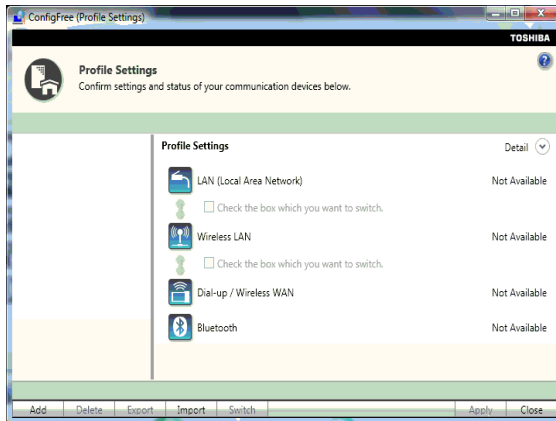 ConfigFree (Profile Settings)
TOSHIBA
Profile Settings
Confirm settings and status of your communication devices below.
Profile Settings
Detail
LAN (Local Area Network)
Not Available
Check the box which you want to switch.
Wireless LAN
Not Available
Check the box which you want to switch.
Dial-up / Wireless WAN
Not Available
Bluetooth
Not Available
Add Delete Export Import Switch Apply Close